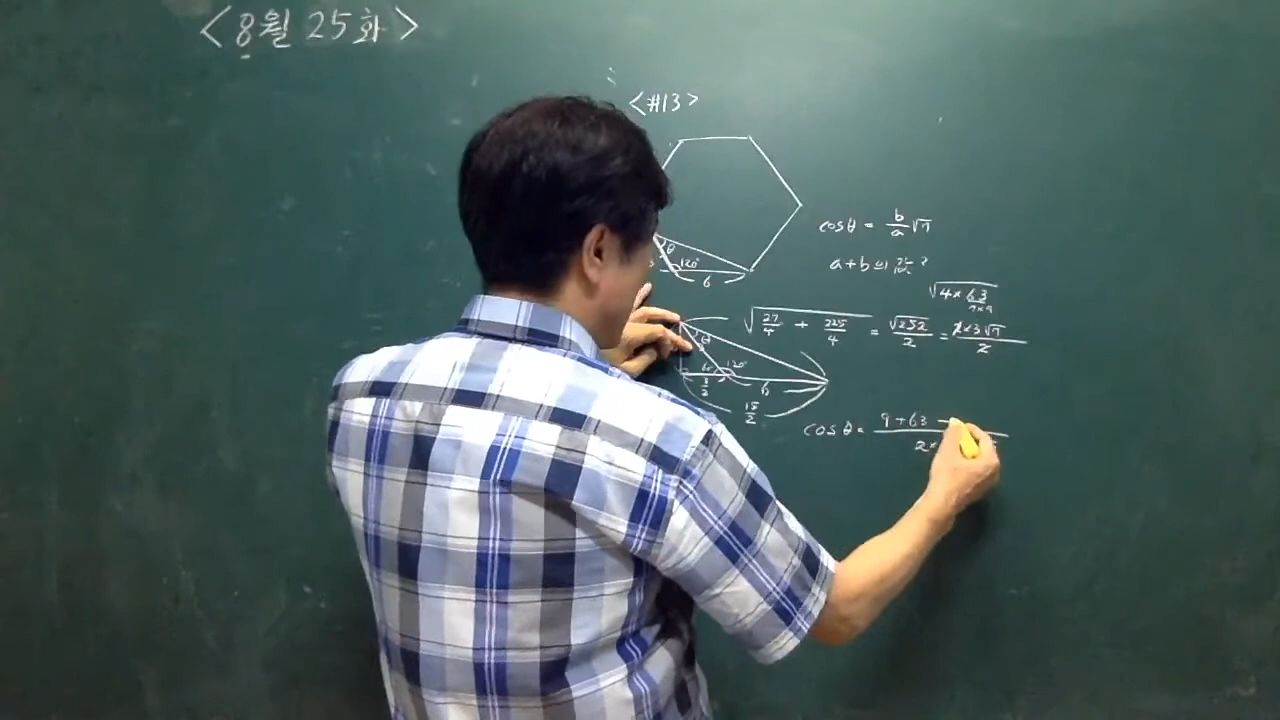 <8월 25화>
<#13>
cosθ = b/a √7
a+b의 값?
θ
120°
6
√(4×63)
9×7
√(27/4 + 225/4) = √252/2 = 2×3√7/2
θ
120°
3/2
6
15/2
cosθ = 9+63-
2×